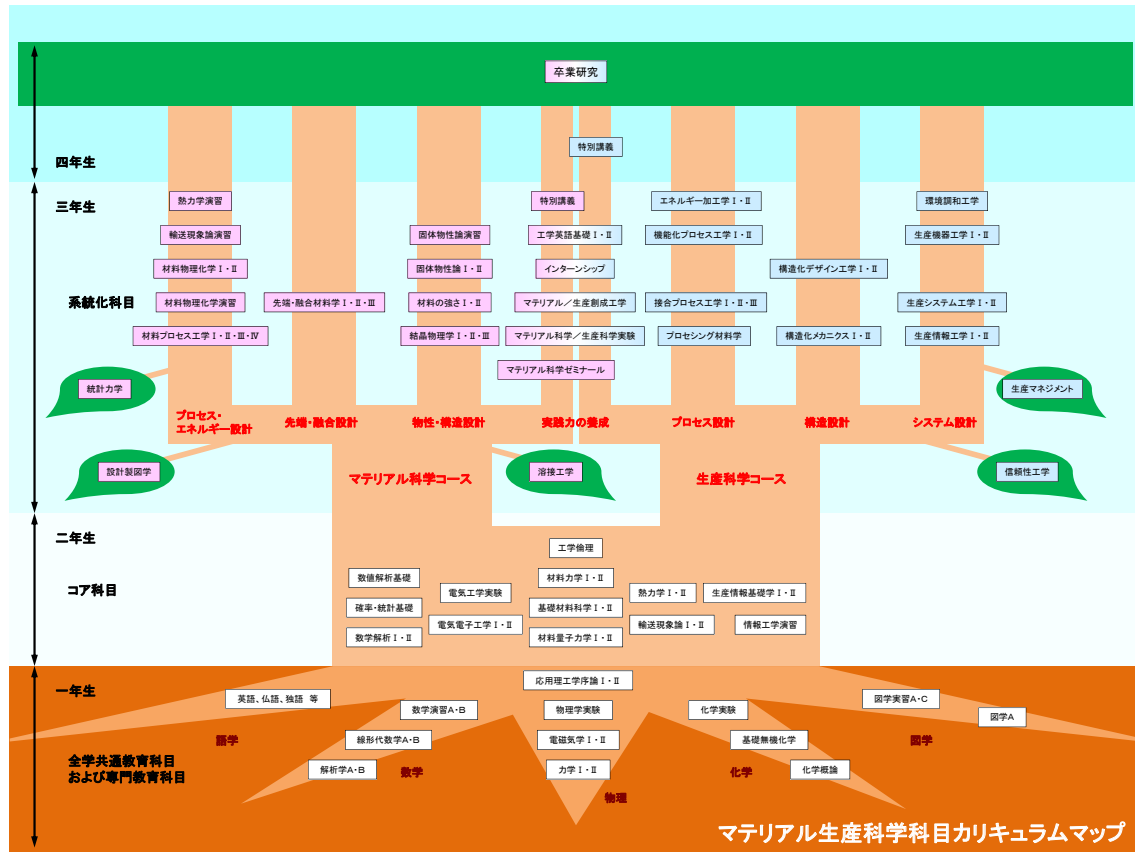 卒業研究
四年生
特別講義
三年生
熱力学演習
特別講義
エネルギー加工学Ⅰ・Ⅱ
環境調和工学
輸送現象論演習
固体物性論演習
工学英語基礎Ⅰ・Ⅱ
機能化プロセス工学Ⅰ・Ⅱ
生産機器工学Ⅰ・Ⅱ
材料物理化学Ⅰ・Ⅱ
固体物性論Ⅰ・Ⅱ
インターンシップ
構造化デザイン工学Ⅰ・Ⅱ
系統化科目
材料物理化学演習
先端・融合材料学Ⅰ・Ⅱ・Ⅲ
材料の強さⅠ・Ⅱ
マテリアル／生産創成工学
接合プロセス工学Ⅰ・Ⅱ・Ⅲ
生産システム工学Ⅰ・Ⅱ
材料プロセス工学Ⅰ・Ⅱ・Ⅲ・Ⅳ
結晶物理学Ⅰ・Ⅱ・Ⅲ
マテリアル科学／生産科学実験
プロセシング材料学
構造化メカニクスⅠ・Ⅱ
生産情報工学Ⅰ・Ⅱ
マテリアル科学ゼミナール
統計力学
生産マネジメント
プロセス・
エネルギー設計
先端・融合設計
物性・構造設計
実践力の養成
プロセス設計
構造設計
システム設計
設計製図学
マテリアル科学コース
溶接工学
生産科学コース
信頼性工学
二年生
工学倫理
コア科目
数値解析基礎
電気工学実験
材料力学Ⅰ・Ⅱ
熱力学Ⅰ・Ⅱ
生産情報基礎学Ⅰ・Ⅱ
確率・統計基礎
基礎材料科学Ⅰ・Ⅱ
電気電子工学Ⅰ・Ⅱ
輸送現象論Ⅰ・Ⅱ
情報工学演習
数学解析Ⅰ・Ⅱ
材料量子力学Ⅰ・Ⅱ
一年生
応用理工学序論Ⅰ・Ⅱ
英語、仏語、独語 等
図学実習A・C
数学演習A・B
物理学実験
化学実験
図学A
語学
線形代数学A・B
電磁気学Ⅰ・Ⅱ
基礎無機化学
図学
全学共通教育科目
および専門教育科目
解析学A・B
数学
力学Ⅰ・Ⅱ
化学
化学概論
物理
マテリアル生産科学科目カリキュラムマップ